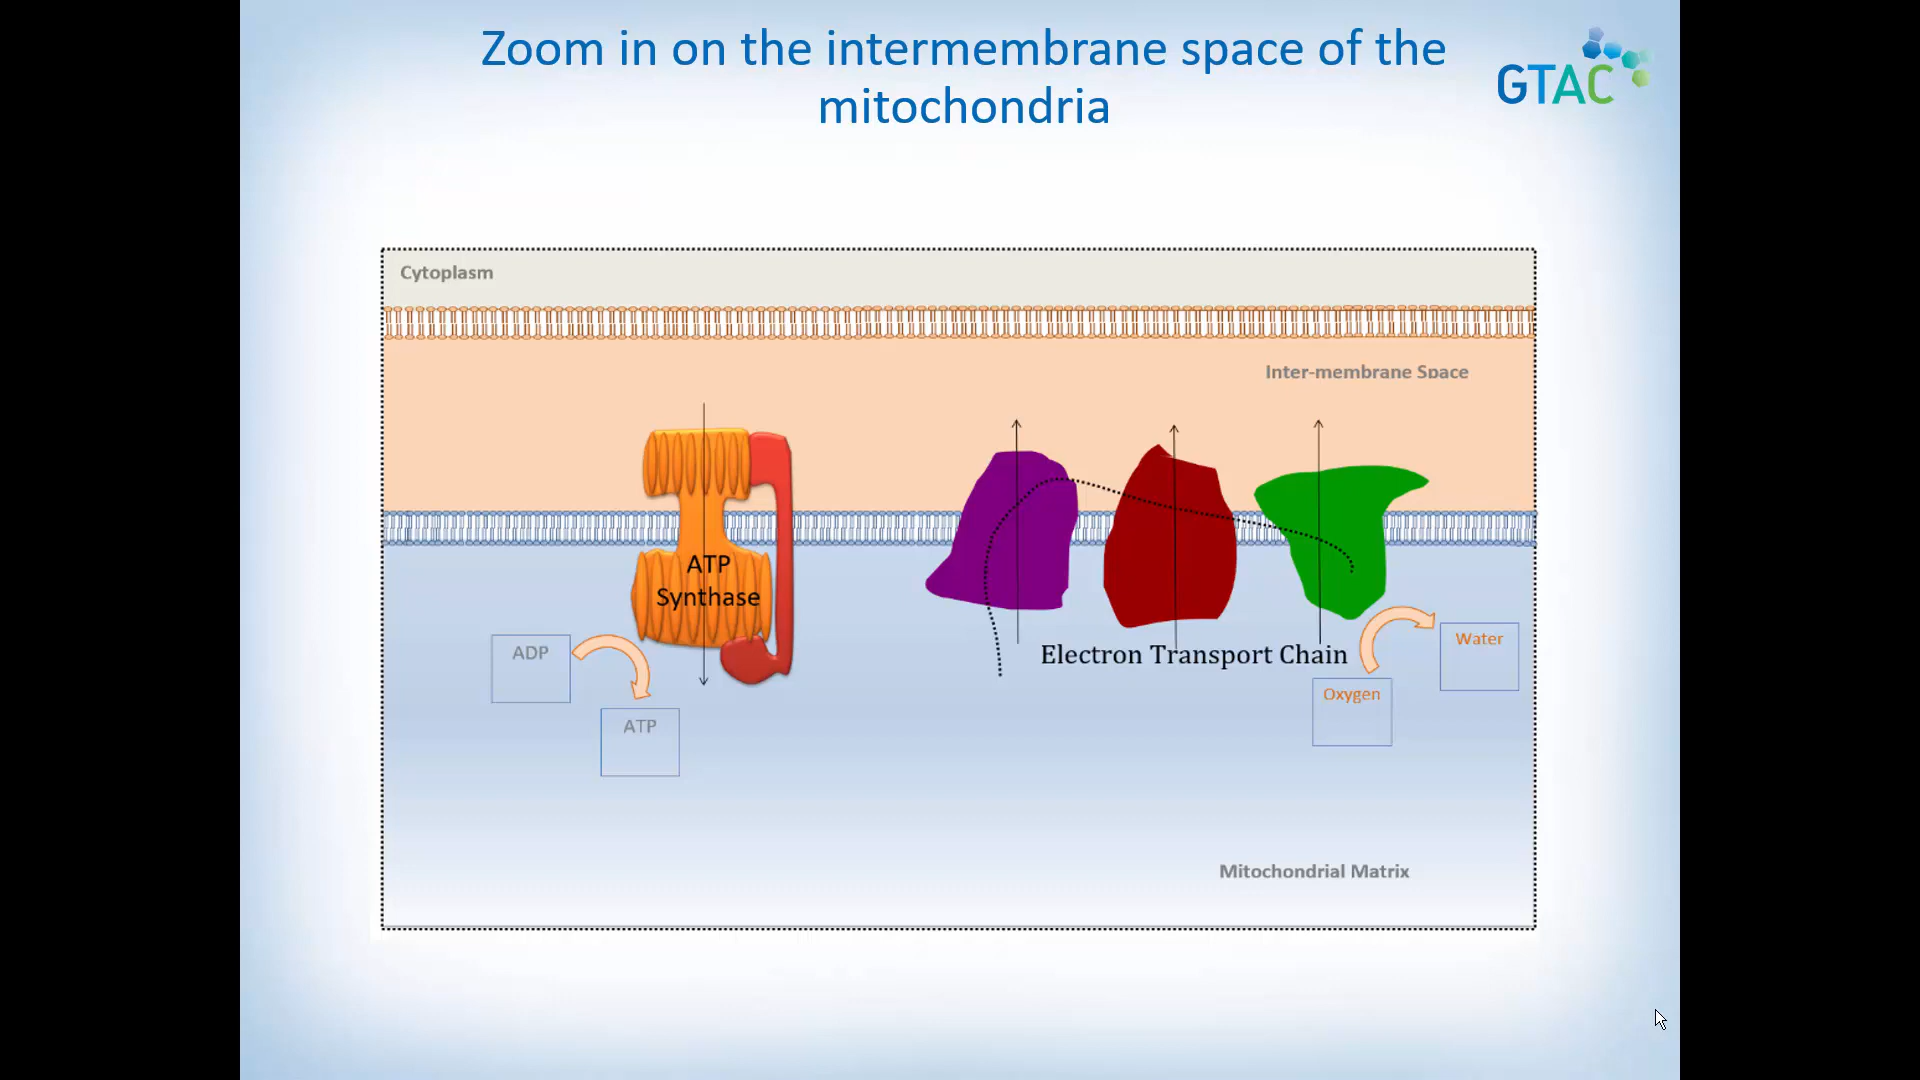 Zoom in on the intermembrane space of the
mitochondria
GTAC
Cytoplasm
Inter-membrane Space
ATP
Synthase
ADP
ATP
Electron Transport Chain
Water
Oxygen
Mitochondrial Matrix